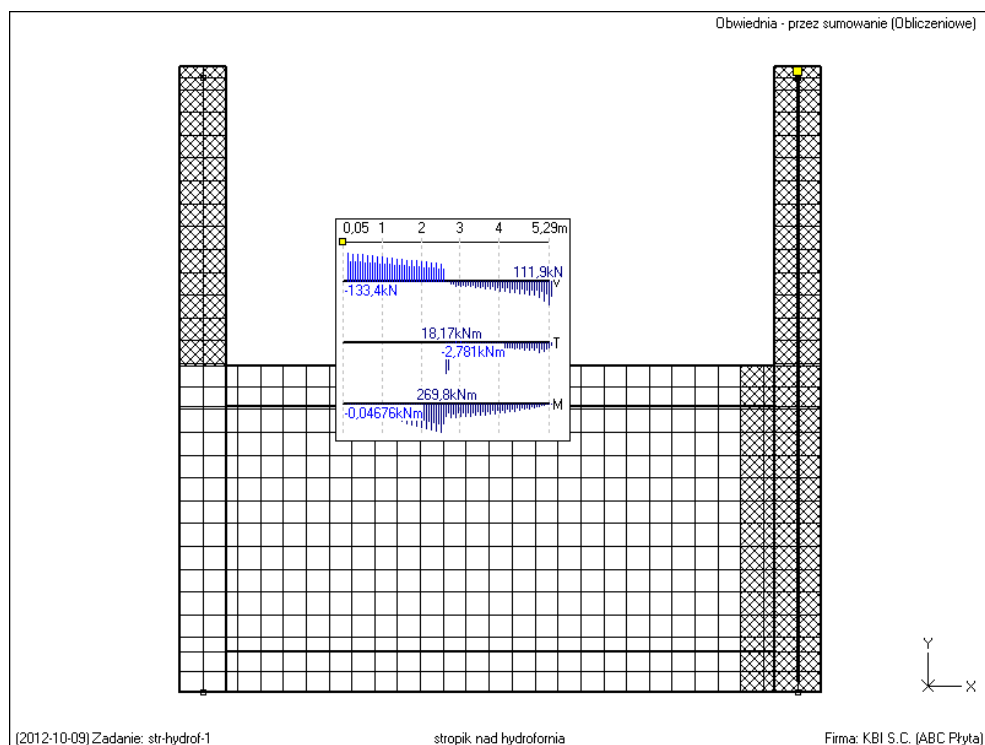 Obwiednia - przez sumowanie (Obliczeniowe)
0,05 1 2 3 4 5,29m
111,9kN
V
-133,4kN
18,17kNm
T
-2,781kNm
269,8kNm
M
-0,04676kNm
Y
X
(2012-10-09) Zadanie: str-hydrof-1 stropik nad hydrofornia Firma: KBI S.C. (ABC Płyta)